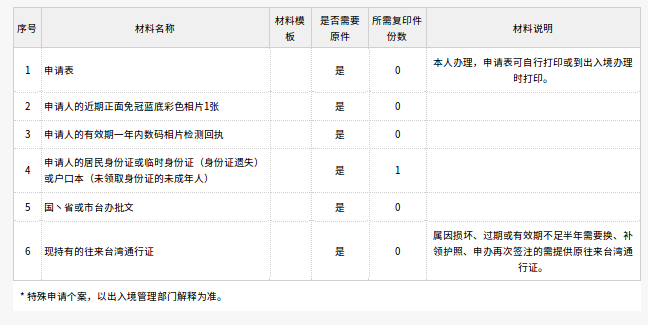 序号 材料名称 材料模板 是否需要原件 所需复印件份数 材料说明
1 申请表 是 0 本人办理，申请表可自行打印或到出入境办理时打印。
2 申请人的近期正面免冠蓝底彩色相片1张 是 0
3 申请人的有效期一年内数码相片检测回执 是 0
4 申请人的居民身份证或临时身份证（身份证遗失）或户口本（未领取身份证的未成年人） 是 1
5 国丶省或市台办批文 是 0
6 现持有的往来台湾通行证 是 0 属因损坏、过期或有效期不足半年需要换、补领护照、申办再次签注的需提供原往来台湾通行证。
* 特殊申请个案，以出入境管理部门解释为准。